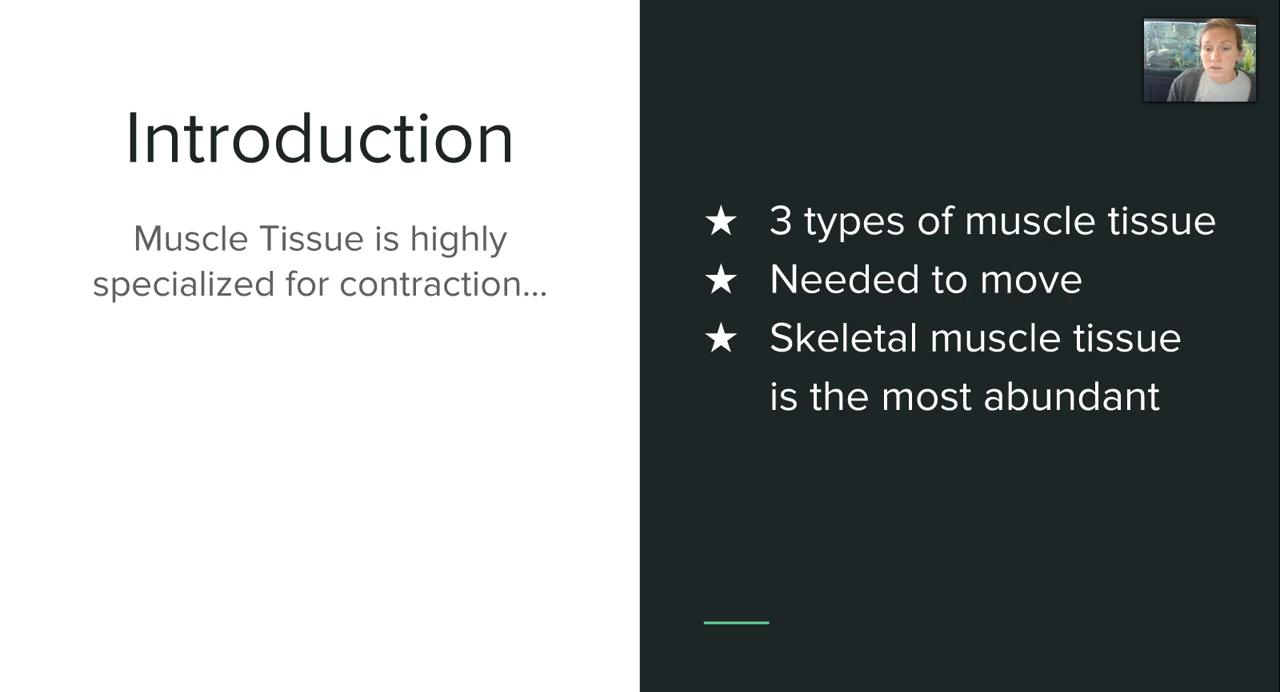 Introduction
Muscle Tissue is highly
specialized for contraction...
★ 3 types of muscle tissue
★ Needed to move
★ Skeletal muscle tissue
is the most abundant